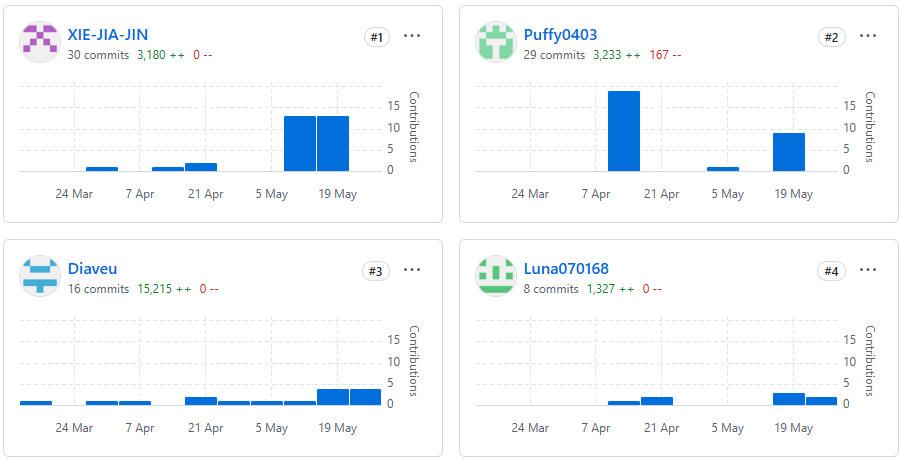 XIE-JIA-JIN #1
30 commits 3,180 ++ 0 --
15
10
5
0
Contributions
24 Mar 7 Apr 21 Apr 5 May 19 May
Puffy0403 #2
29 commits 3,233 ++ 167 --
15
10
5
0
Contributions
24 Mar 7 Apr 21 Apr 5 May 19 May
Diaveu #3
16 commits 15,215 ++ 0 --
15
10
5
0
Contributions
24 Mar 7 Apr 21 Apr 5 May 19 May
Luna070168 #4
8 commits 1,327 ++ 0 --
15
10
5
0
Contributions
24 Mar 7 Apr 21 Apr 5 May 19 May